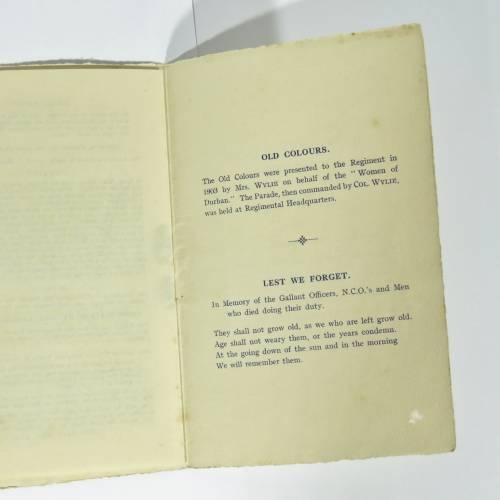 OLD COLOURS.
The Old Colours were presented to the Regiment in
1903 by Mrs. WYLIE on behalf of the "Women of
Durban." The Parade, then commanded by COL. WYLIE,
was held at Regimental Headquarters.
LEST WE FORGET.
In Memory of the Gallant Officers, N.C.O.'s and Men
who died doing their duty.
They shall not grow old, as we who are left grow old.
Age shall not weary them, or the years condemn.
At the going down of the sun and in the morning
We will remember them.